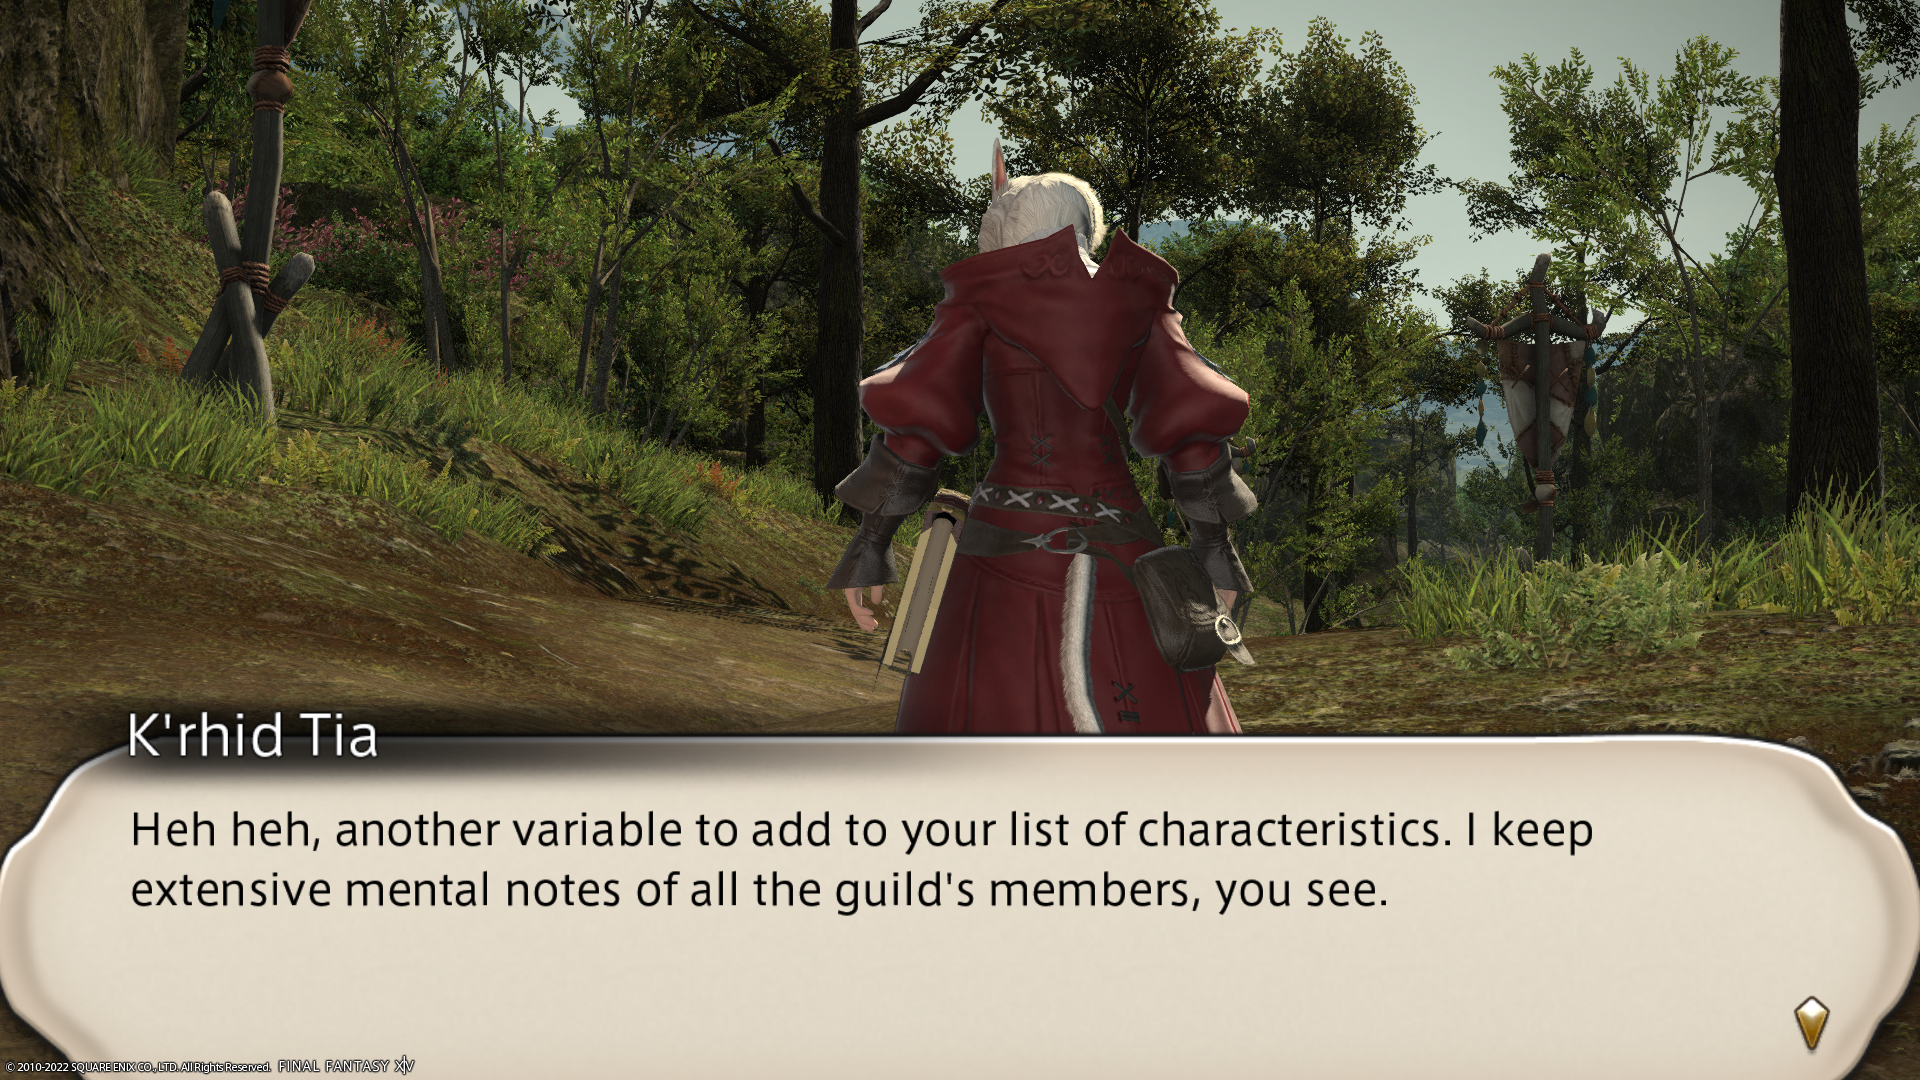 K'rhid Tia
Heh heh, another variable to add to your list of characteristics. I keep
extensive mental notes of all the guild's members, you see.
© 2010-2022 SQUARE ENIX CO., LTD. All Rights Reserved. FINAL FANTASY XIV